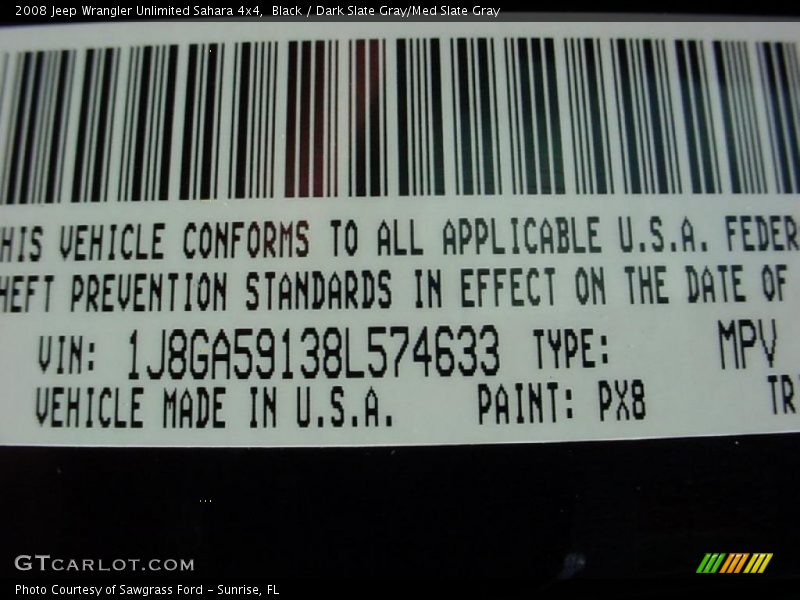 2008 Jeep Wrangler Unlimited Sahara 4x4, Black / Dark Slate Gray/Med Slate Gray
HIS VEHICLE CONFORMS TO ALL APPLICABLE U.S.A. FEDER
HEFT PREVENTION STANDARDS IN EFFECT ON THE DATE OF
VIN: 1J8GA59138L574633 TYPE: MPV
VEHICLE MADE IN U.S.A. PAINT: PX8 TR
GTCARLOT.COM
Photo Courtesy of Sawgrass Ford - Sunrise, FL